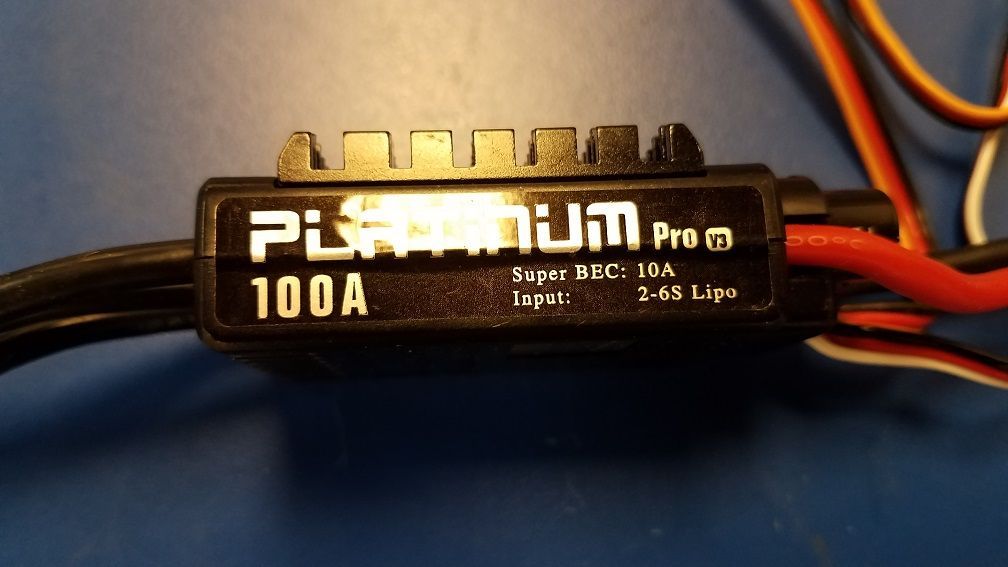 PLATINUM Pro V3
100A
Super BEC: 10A
Input: 2-6S Lipo